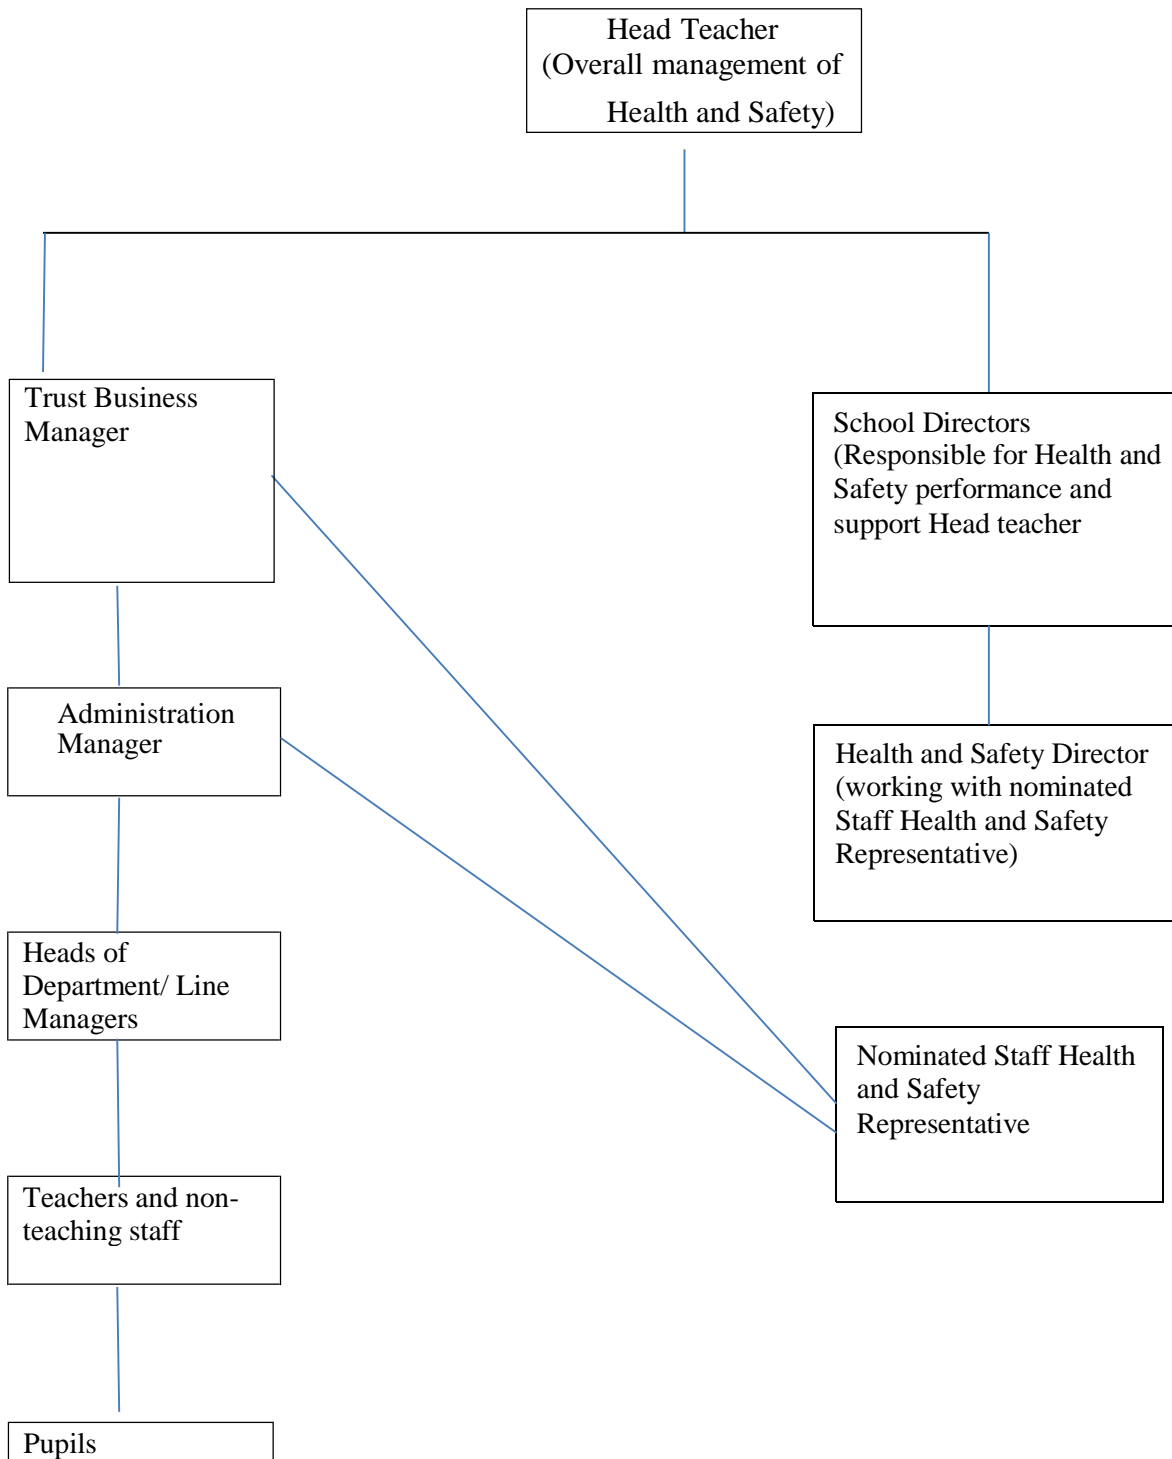 Head Teacher
(Overall management of
Health and Safety)
Trust Business
Manager
School Directors
(Responsible for Health and
Safety performance and
support Head teacher
Administration
Manager
Health and Safety Director
(working with nominated
Staff Health and Safety
Representative)
Heads of
Department/ Line
Managers
Nominated Staff Health
and Safety
Representative
Teachers and non-
teaching staff
Pupils